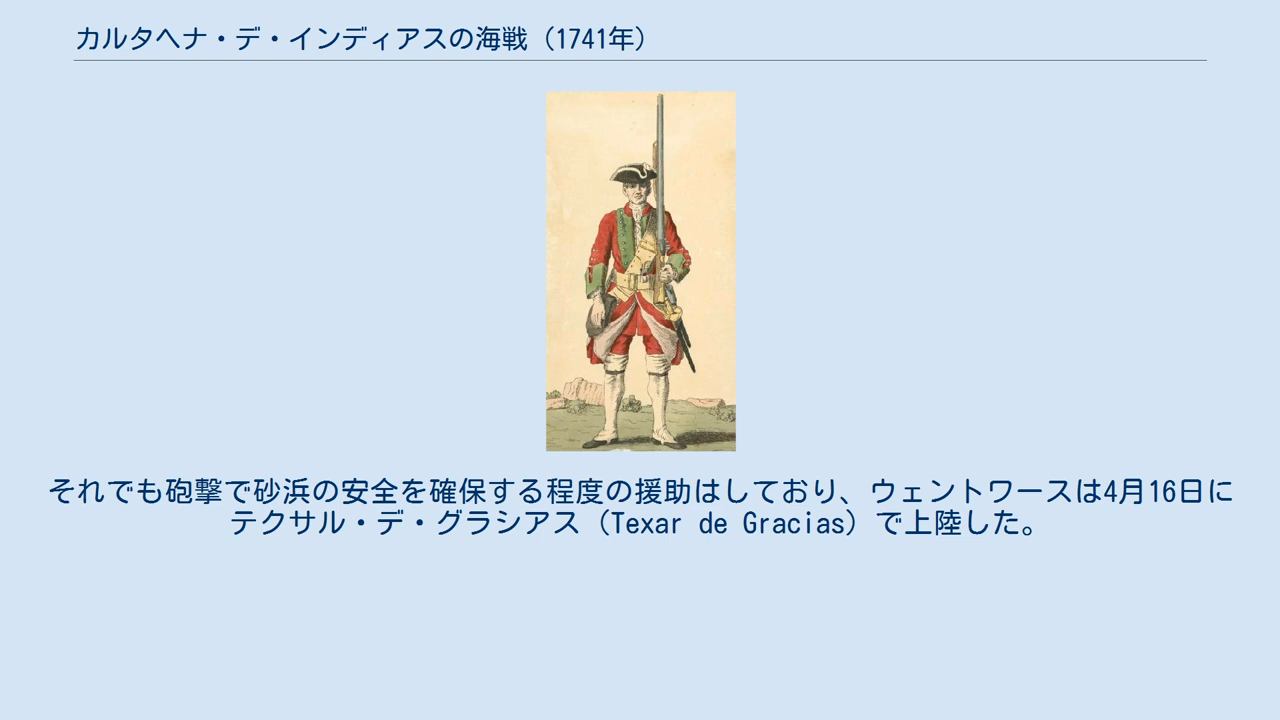 カルタヘナ・デ・インディアスの海戦（1741年）
それでも砲撃で砂浜の安全を確保する程度の援助はしており、ウェントワースは4月16日に
テクサル・デ・グラシアス（Texar de Gracias）で上陸した。